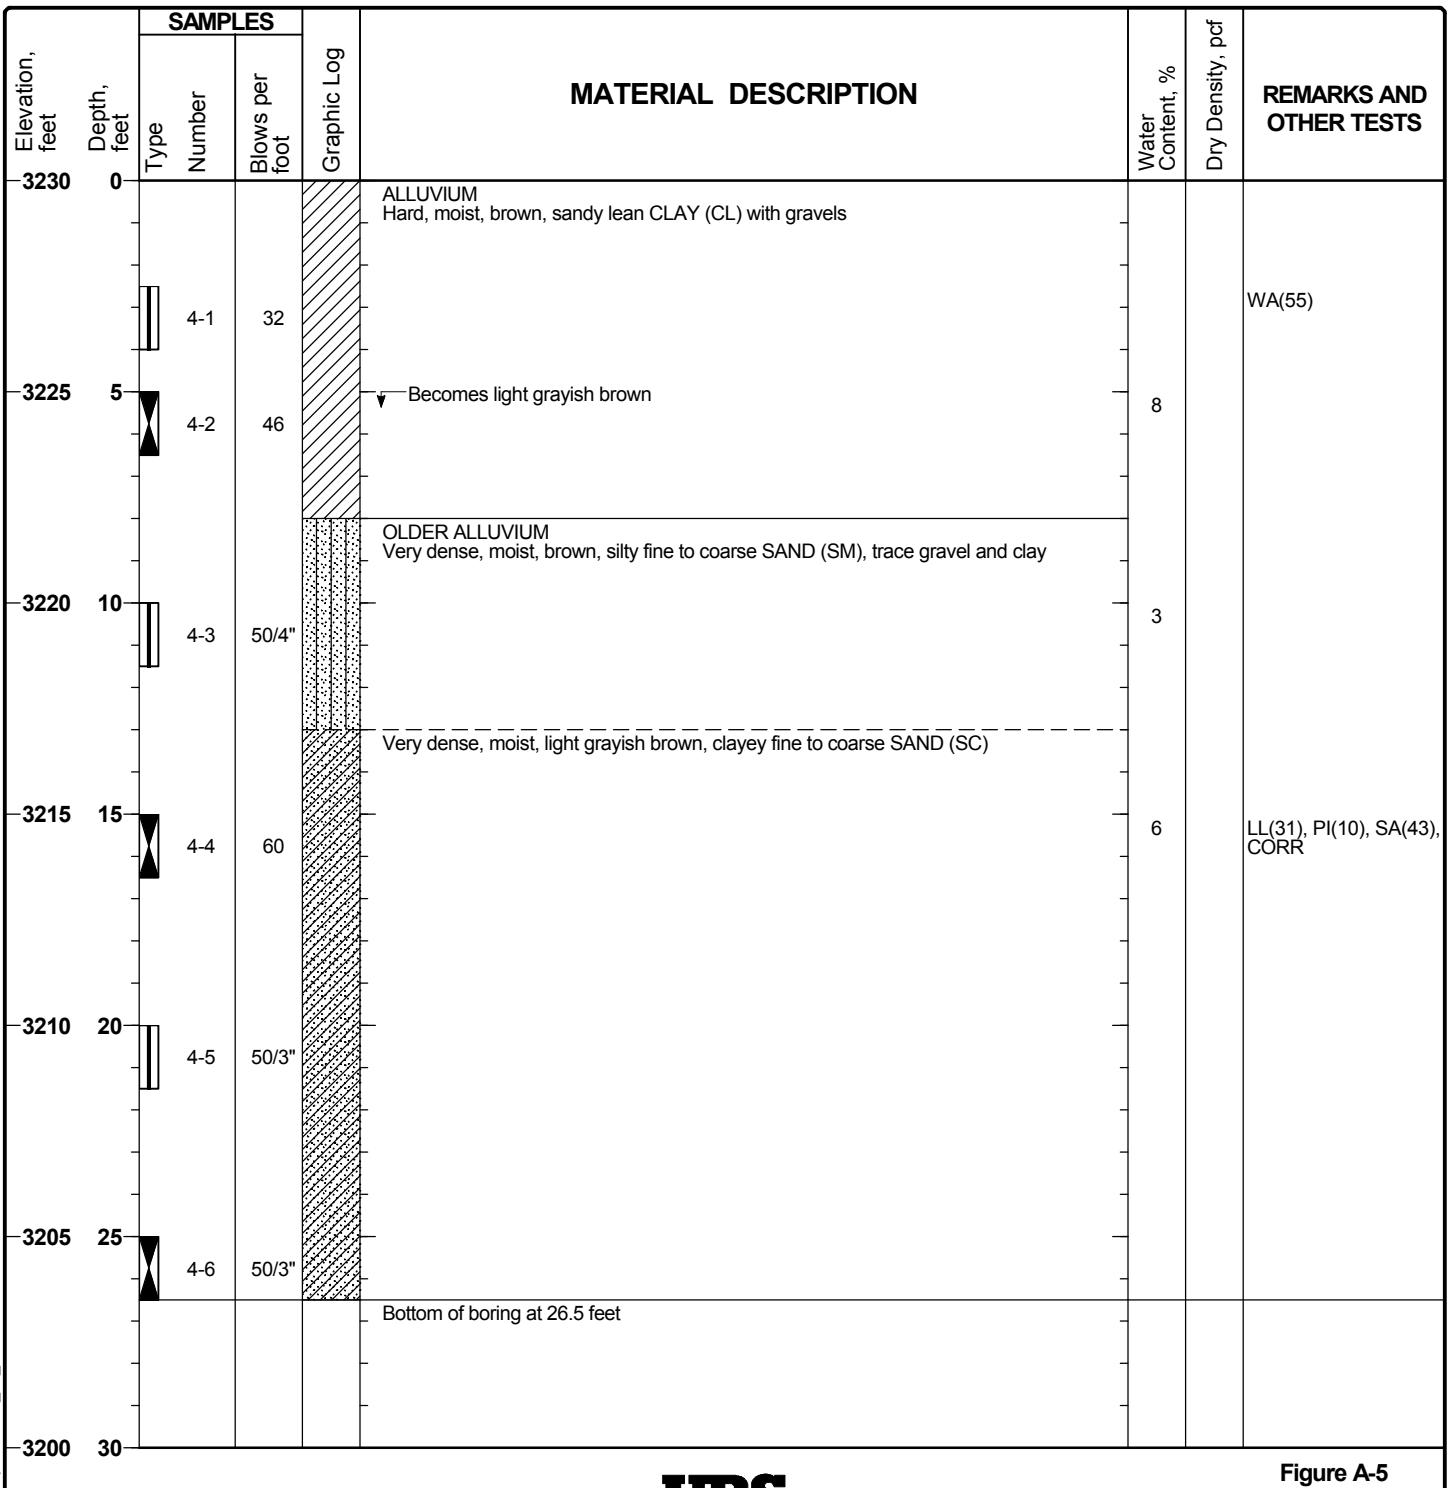 SAMPLES
Elevation, feet
Depth, feet
Type
Number
Blows per foot
Graphic Log
MATERIAL DESCRIPTION
Water Content, %
Dry Density, pcf
REMARKS AND
OTHER TESTS
3230 0
ALLUVIUM
Hard, moist, brown, sandy lean CLAY (CL) with gravels
WA(55)
4-1 32
3225 5
Becomes light grayish brown
8
4-2 46
OLDER ALLUVIUM
Very dense, moist, brown, silty fine to coarse SAND (SM), trace gravel and clay
3220 10
3
4-3 50/4"
Very dense, moist, light grayish brown, clayey fine to coarse SAND (SC)
3215 15
6
LL(31), PI(10), SA(43),
CORR
4-4 60
3210 20
4-5 50/3"
3205 25
4-6 50/3"
Bottom of boring at 26.5 feet
3200 30
Figure A-5